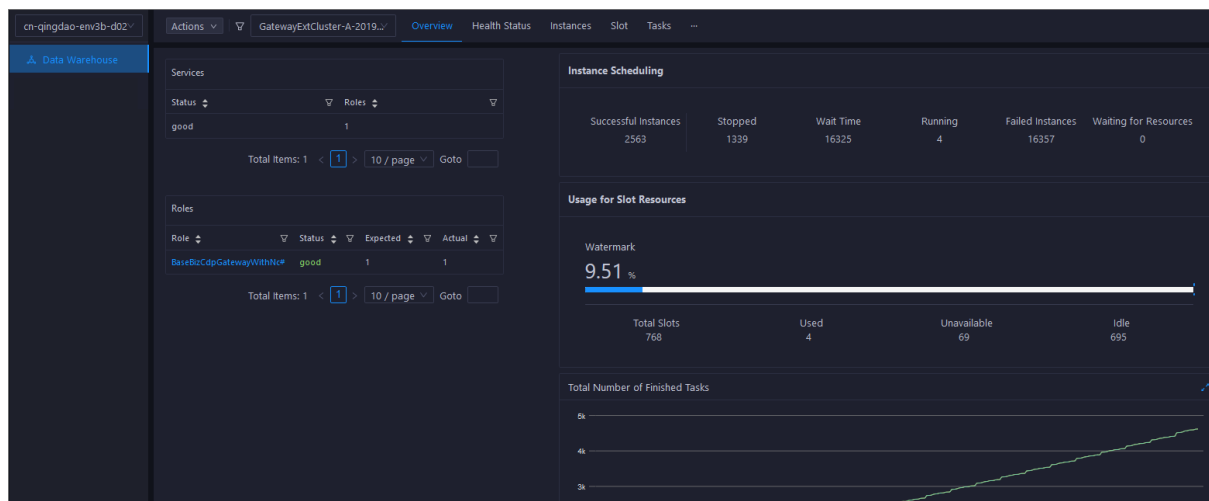 cn-qingdao-env3b-d02
Actions
GatewayExtCluster-A-2019...
Overview
Health Status
Instances
Slot
Tasks
...
Data Warehouse
Services
Status
Roles
good
1
Total Items: 1 < 1 > 10 / page Goto
Roles
Role
Status
Expected
Actual
BaseBizCdpGatewayWithNc#
good
1
1
Total Items: 1 < 1 > 10 / page Goto
Instance Scheduling
Successful Instances
2563
Stopped
1339
Wait Time
16325
Running
4
Failed Instances
16357
Waiting for Resources
0
Usage for Slot Resources
Watermark
9.51 %
Total Slots
768
Used
4
Unavailable
69
Idle
695
Total Number of Finished Tasks
5k
4k
3k